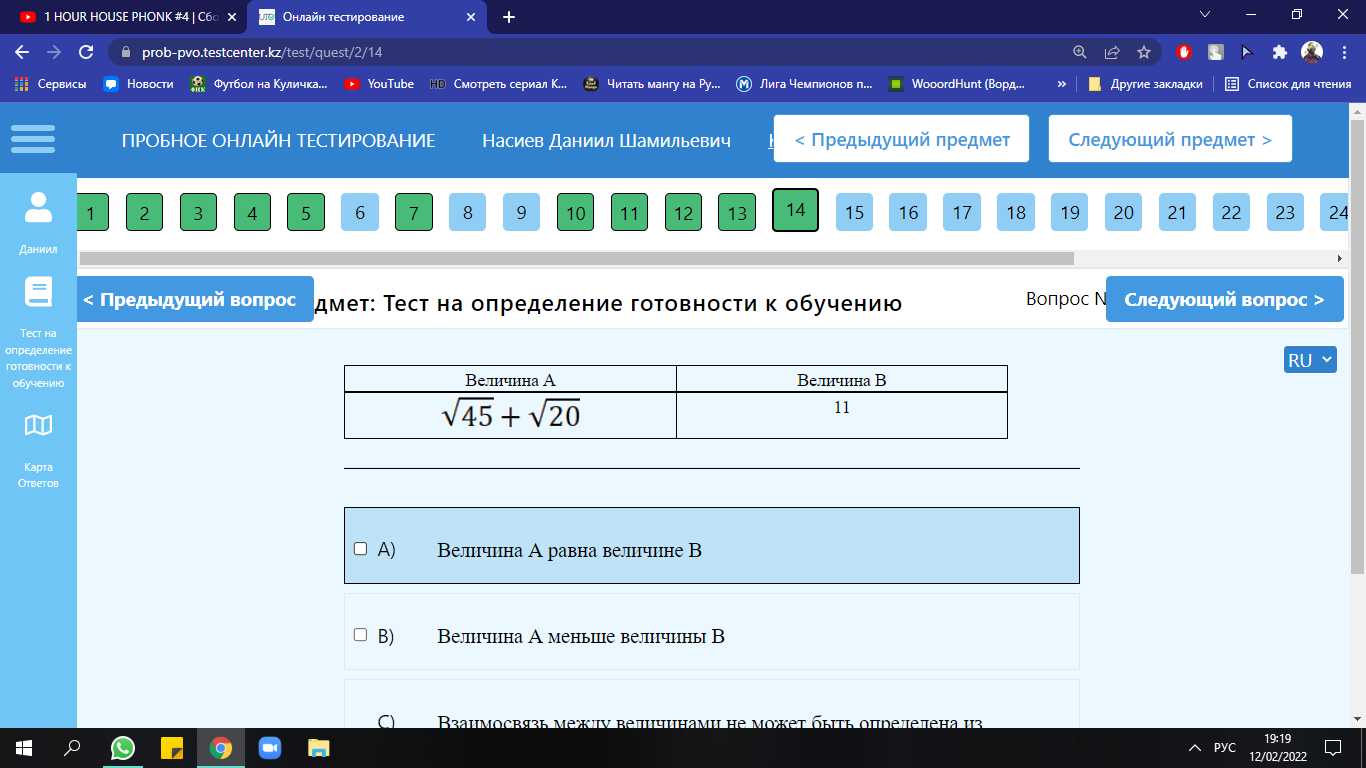 1 HOUR HOUSE PHONK #4 | Сбо
Онлайн тестирование
prob-pvo.testcenter.kz/test/quest/2/14
Сервисы
Новости
Футбол на Куличка...
YouTube
HD Смотреть сериал К...
Читать мангу на Ру...
Лига Чемпионов п...
WooordHunt (Ворд...
»
Другие закладки
Список для чтения
ПРОБНОЕ ОНЛАЙН ТЕСТИРОВАНИЕ
Насиев Даниил Шамильевич
< Предыдущий предмет
Следующий предмет >
1 2 3 4 5 6 7 8 9 10 11 12 13 14 15 16 17 18 19 20 21 22 23 24
Даниил
Тест на
определение
готовности к
обучению
Карта
Ответов
< Предыдущий вопрос
дмет: Тест на определение готовности к обучению
Вопрос N
Следующий вопрос >
RU
Величина А
Величина В
√45 + √20
11
A) Величина А равна величине В
B) Величина А меньше величины В
C) Взаимосвязь между величинами не может быть определена из
РУС
19:19
12/02/2022